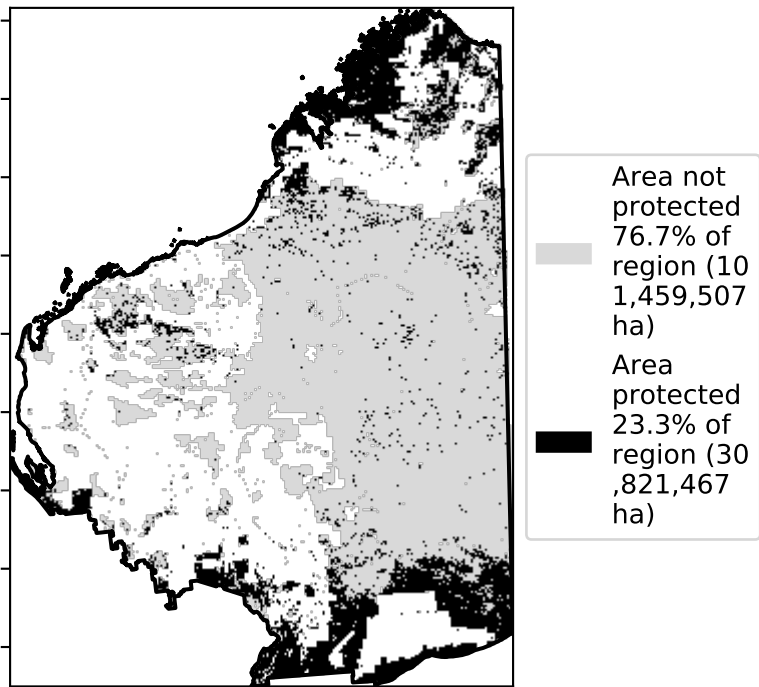 Area not
protected
76.7% of
region (10
1,459,507
ha)
Area
protected
23.3% of
region (30
,821,467
ha)